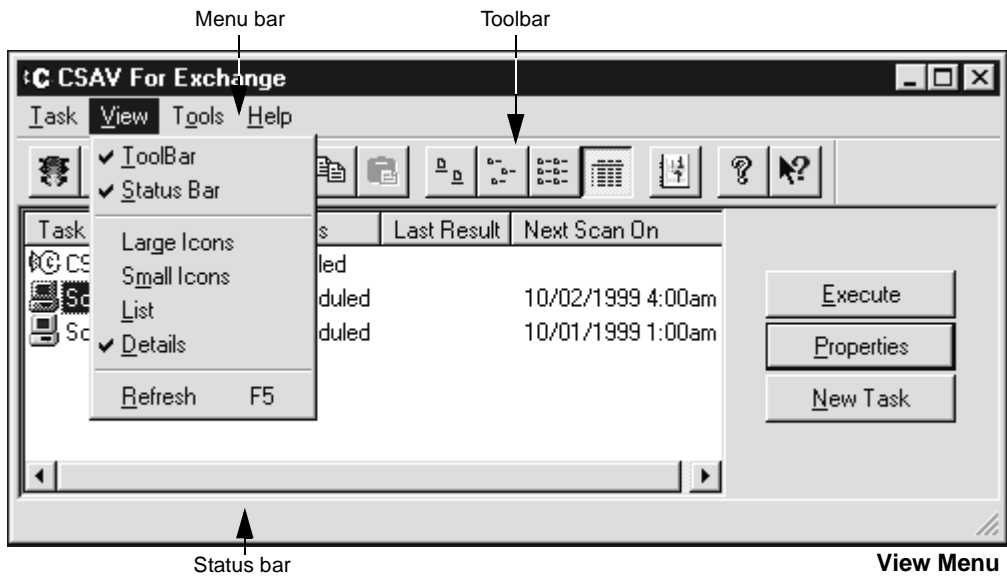 Menu bar Toolbar
CSAV For Exchange
Task View Tools Help
ToolBar
Status Bar
Large Icons
Small Icons
List
Details
Refresh F5
Task s Last Result Next Scan On
CS led
Sc duled 10/02/1999 4:00am
Sc duled 10/01/1999 1:00am
Execute
Properties
New Task
Status bar
View Menu